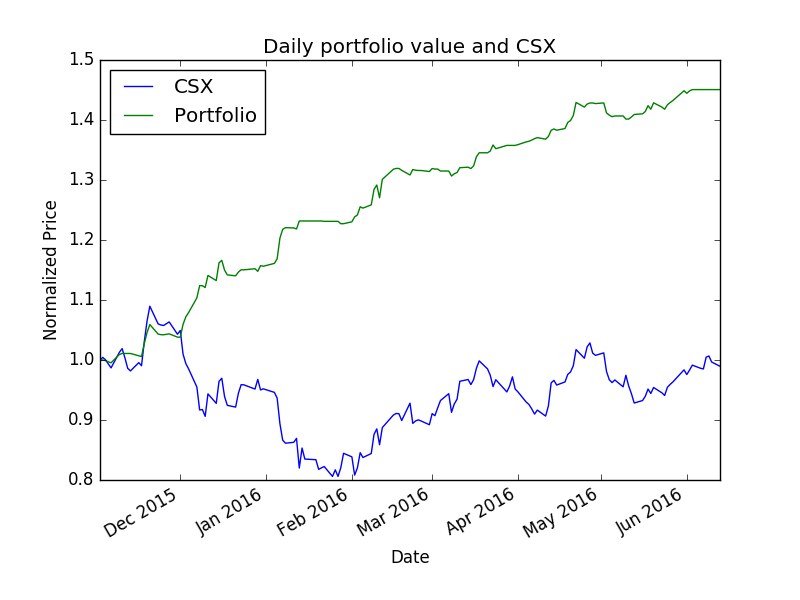 Daily portfolio value and CSX
CSX
Portfolio
1.5
1.4
1.3
1.2
1.1
1.0
0.9
0.8
Normalized Price
Dec 2015
Jan 2016
Feb 2016
Mar 2016
Apr 2016
May 2016
Jun 2016
Date